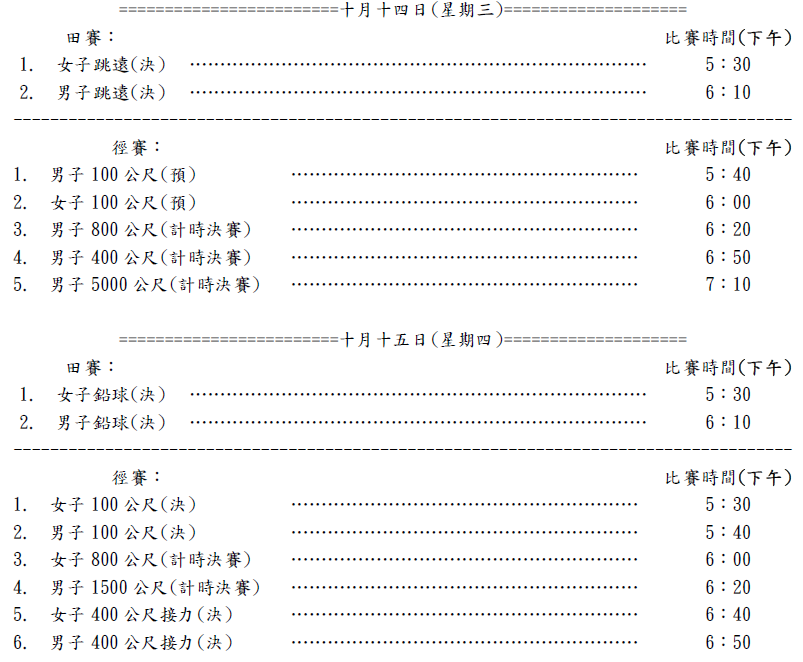 ========================十月十四日(星期三)====================
田賽： 比賽時間(下午)
1. 女子跳遠(決) ………………………………………………………………… 5：30
2. 男子跳遠(決) ………………………………………………………………… 6：10
--------------------------------------------------------------------------------
徑賽： 比賽時間(下午)
1. 男子 100 公尺(預) ………………………………………………… 5：40
2. 女子 100 公尺(預) ………………………………………………… 6：00
3. 男子 800 公尺(計時決賽) ………………………………………………… 6：20
4. 男子 400 公尺(計時決賽) ………………………………………………… 6：50
5. 男子 5000 公尺(計時決賽) ………………………………………………… 7：10
========================十月十五日(星期四)====================
田賽： 比賽時間(下午)
1. 女子鉛球(決) ………………………………………………………………… 5：30
2. 男子鉛球(決) ………………………………………………………………… 6：10
--------------------------------------------------------------------------------
徑賽： 比賽時間(下午)
1. 女子 100 公尺(決) ………………………………………………… 5：30
2. 男子 100 公尺(決) ………………………………………………… 5：40
3. 女子 800 公尺(計時決賽) ………………………………………………… 6：00
4. 男子 1500 公尺(計時決賽) ………………………………………………… 6：20
5. 女子 400 公尺接力(決) ………………………………………………… 6：40
6. 男子 400 公尺接力(決) ………………………………………………… 6：50